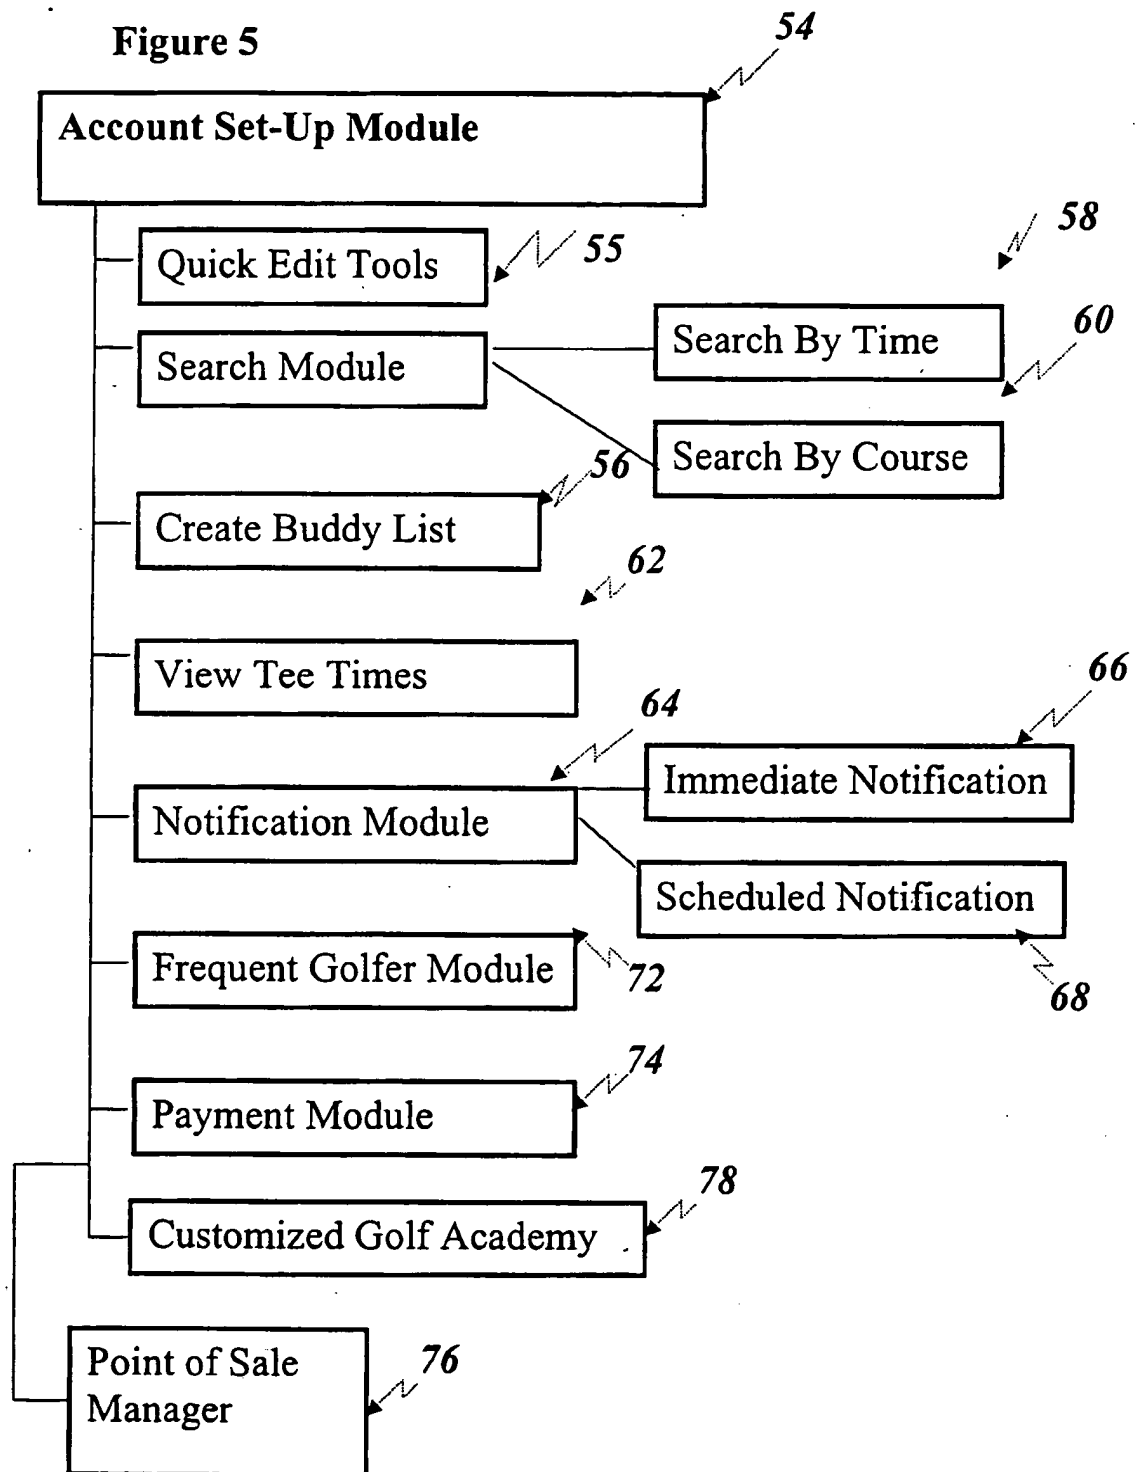 Figure 5
54
Account Set-Up Module
Quick Edit Tools
55
58
Search By Time
60
Search Module
Search By Course
56
Create Buddy List
62
View Tee Times
66
64
Immediate Notification
Notification Module
Scheduled Notification
Frequent Golfer Module
72
68
74
Payment Module
78
Customized Golf Academy
Point of Sale
Manager
76